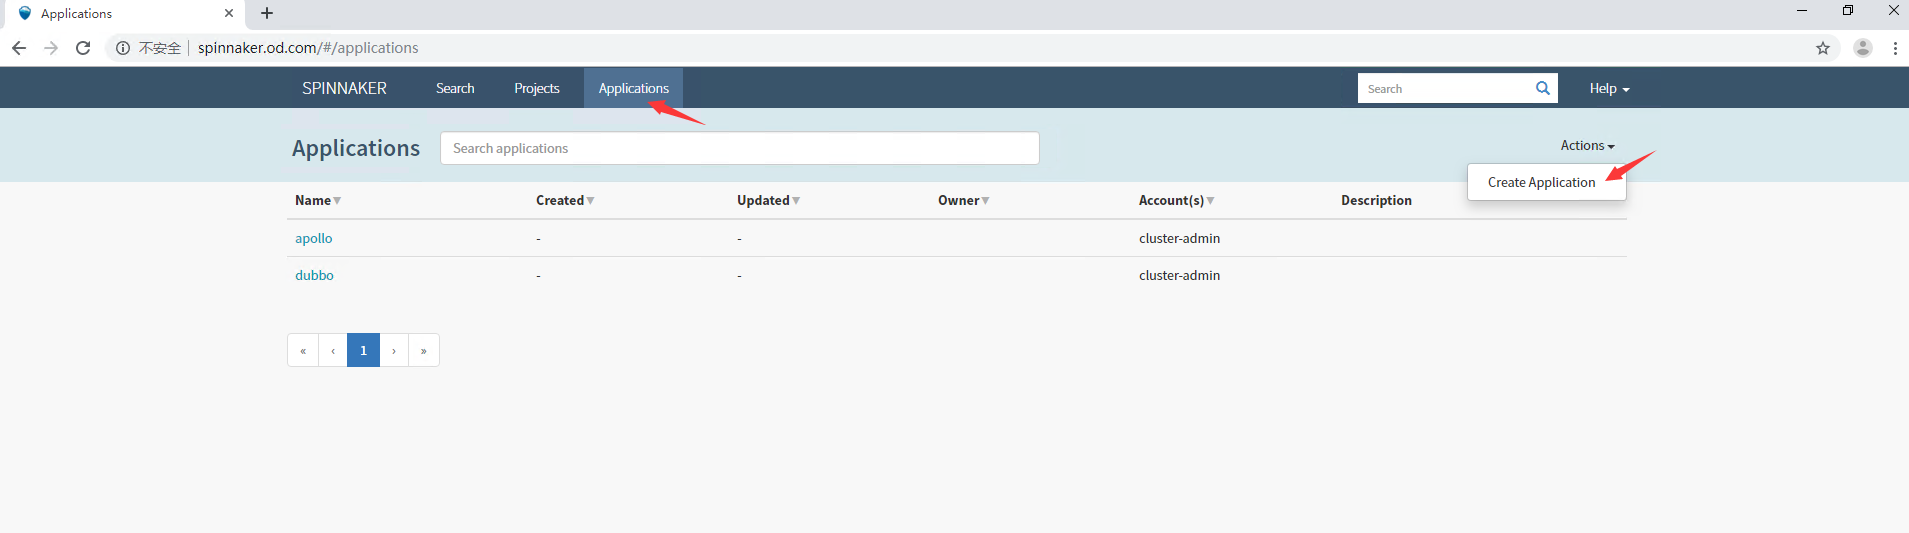 Applications
不安全 spinnaker.od.com/#/applications
SPINNAKER Search Projects Applications Search Help
Applications Search applications Actions
Create Application
Name Created Updated Owner Account(s) Description
apollo - - cluster-admin
dubbo - - cluster-admin
« ‹ 1 › »